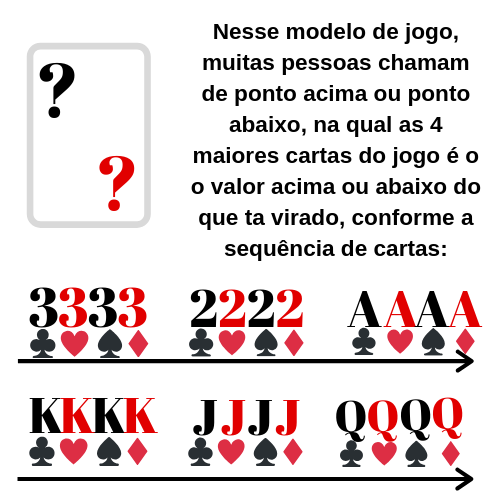 ?
?
Nesse modelo de jogo,
muitas pessoas chamam
de ponto acima ou ponto
abaixo, na qual as 4
maiores cartas do jogo é o
o valor acima ou abaixo do
que ta virado, conforme a
sequência de cartas:
3333 2222 AAAA
KKKK JJJJ QQQQ